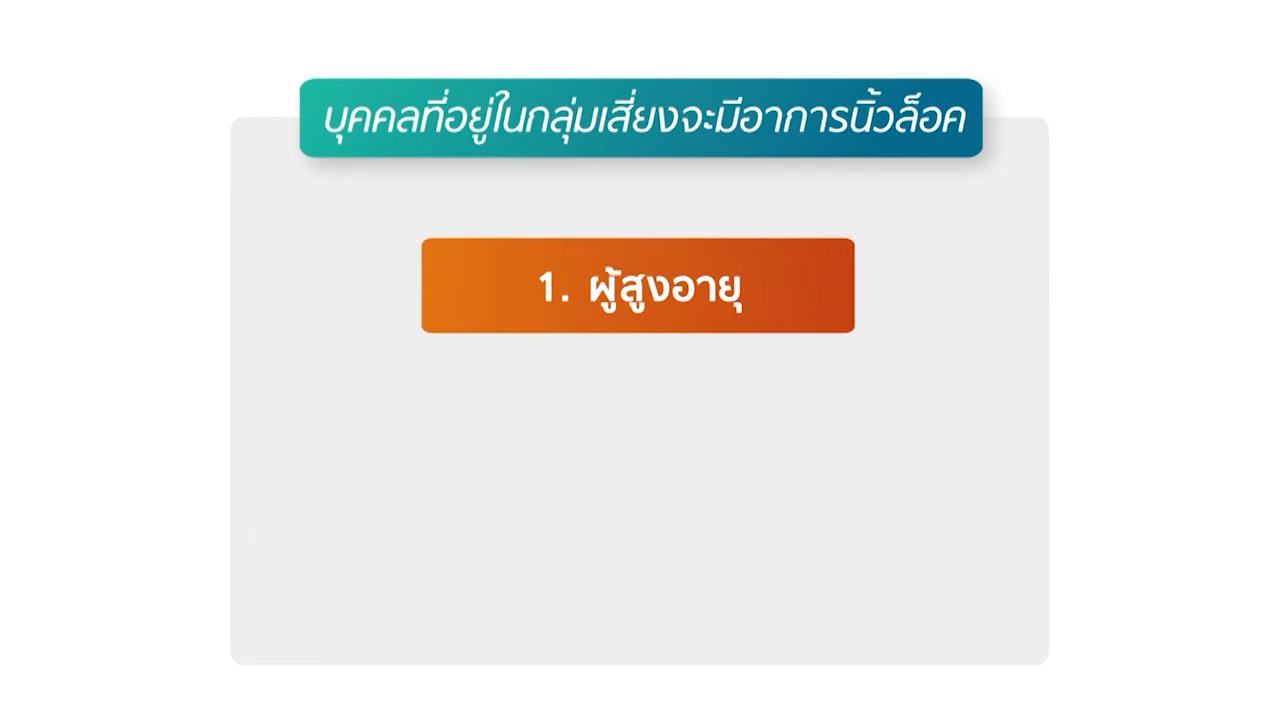 บุคคลที่อยู่ในกลุ่มเสี่ยงจะมีอาการนิ้วล็อค
1. ผู้สูงอายุ